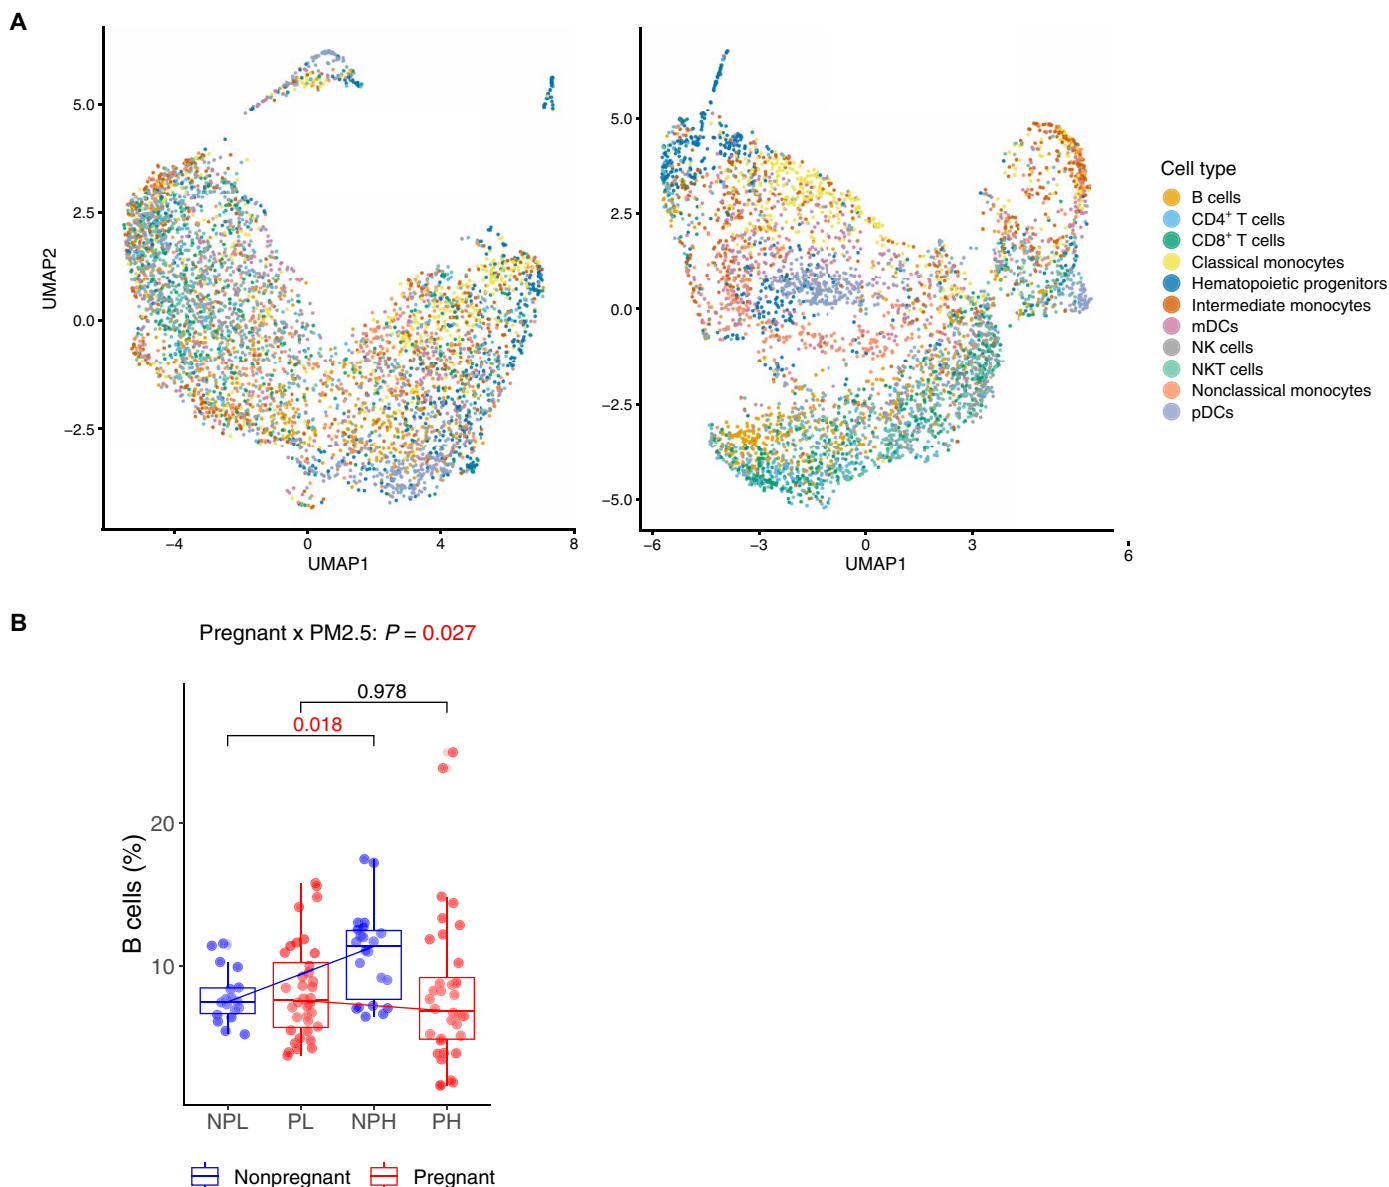 A
5.0
2.5
0.0
−2.5
UMAP2
−4
0
4
8
UMAP1
5.0
2.5
0.0
−2.5
−5.0
−6
−3
0
3
6
UMAP1
Cell type
B cells
CD4+ T cells
CD8+ T cells
Classical monocytes
Hematopoietic progenitors
Intermediate monocytes
mDCs
NK cells
NKT cells
Nonclassical monocytes
pDCs
B
Pregnant x PM2.5: P = 0.027
0.978
0.018
20
10
B cells (%)
NPL PL NPH PH
Nonpregnant Pregnant